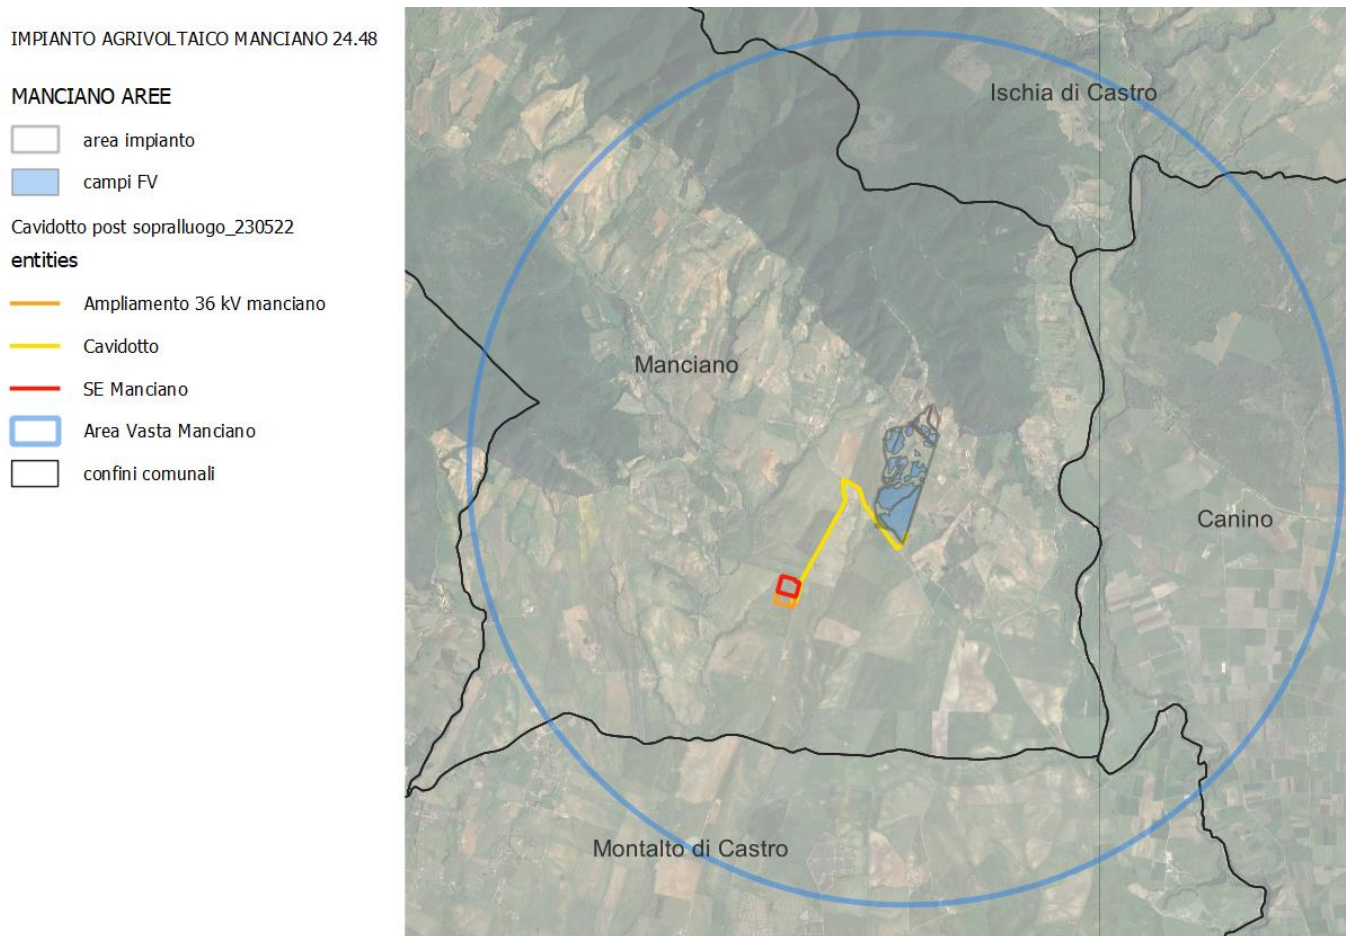 IMPIANTO AGRIVOLTAICO MANCIANO 24.48
MANCIANO AREE
area impianto
campi FV
Cavidotto post sopralluogo_230522
entities
Ampliamento 36 kV manciano
Cavidotto
SE Manciano
Area Vasta Manciano
confini comunali
Ischia di Castro
Manciano
Canino
Montalto di Castro